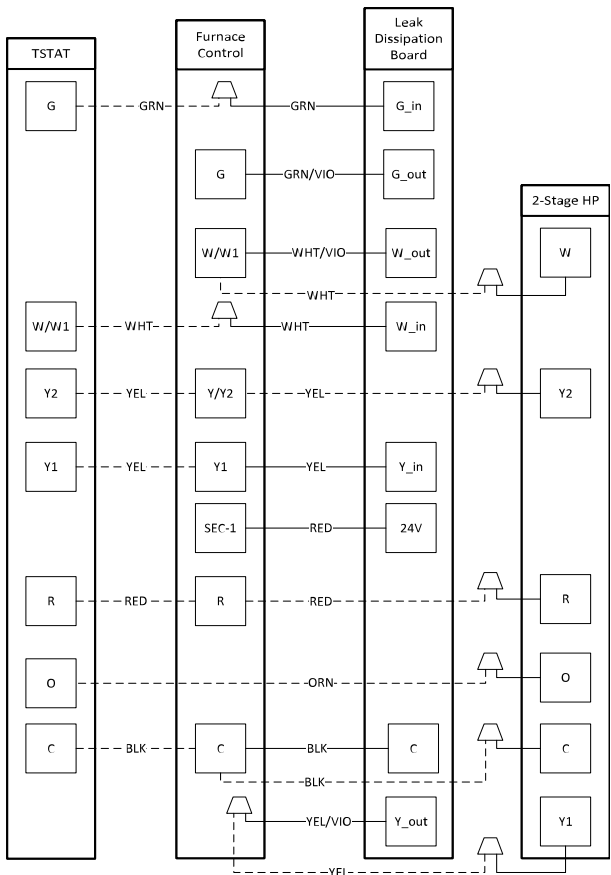 TSTAT
Furnace
Control
Leak
Dissipation
Board
2-Stage HP
G
GRN
GRN
G_in
G
GRN/VIO
G_out
W/W1
WHT/VIO
W_out
W
WHT
W/W1
WHT
WHT
W_in
Y2
YEL
Y/Y2
YEL
Y2
Y1
YEL
Y1
YEL
Y_in
SEC-1
RED
24V
R
RED
R
RED
R
O
ORN
O
C
BLK
C
BLK
C
C
BLK
YEL/VIO
Y_out
Y1
YEL